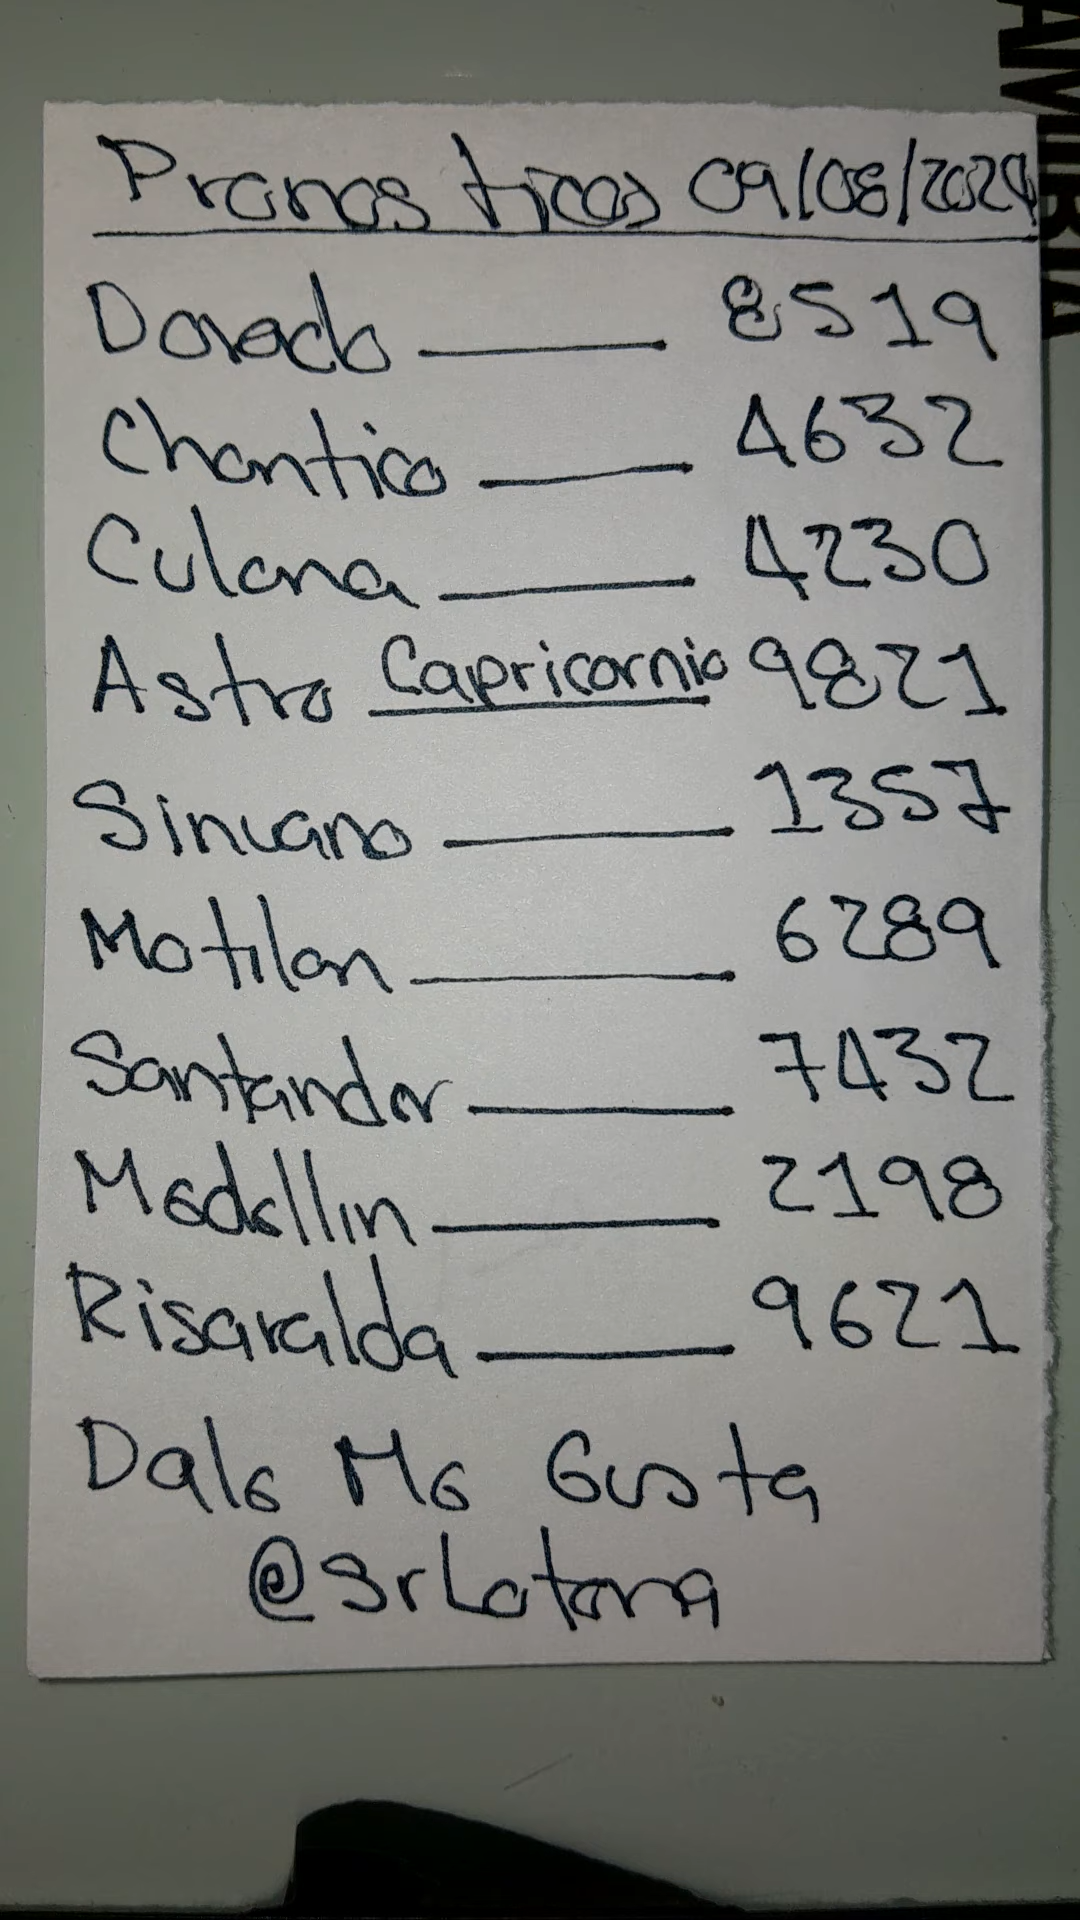 Pronosticos 09/08/2024
Dorado 8519
Chontico 4632
Culona 4230
Astro Capricornio 9821
Sinuano 1357
Motilon 6289
Santander 7432
Medellin 2198
Risaralda 9621
Dale Me Gusta
@SrLotona